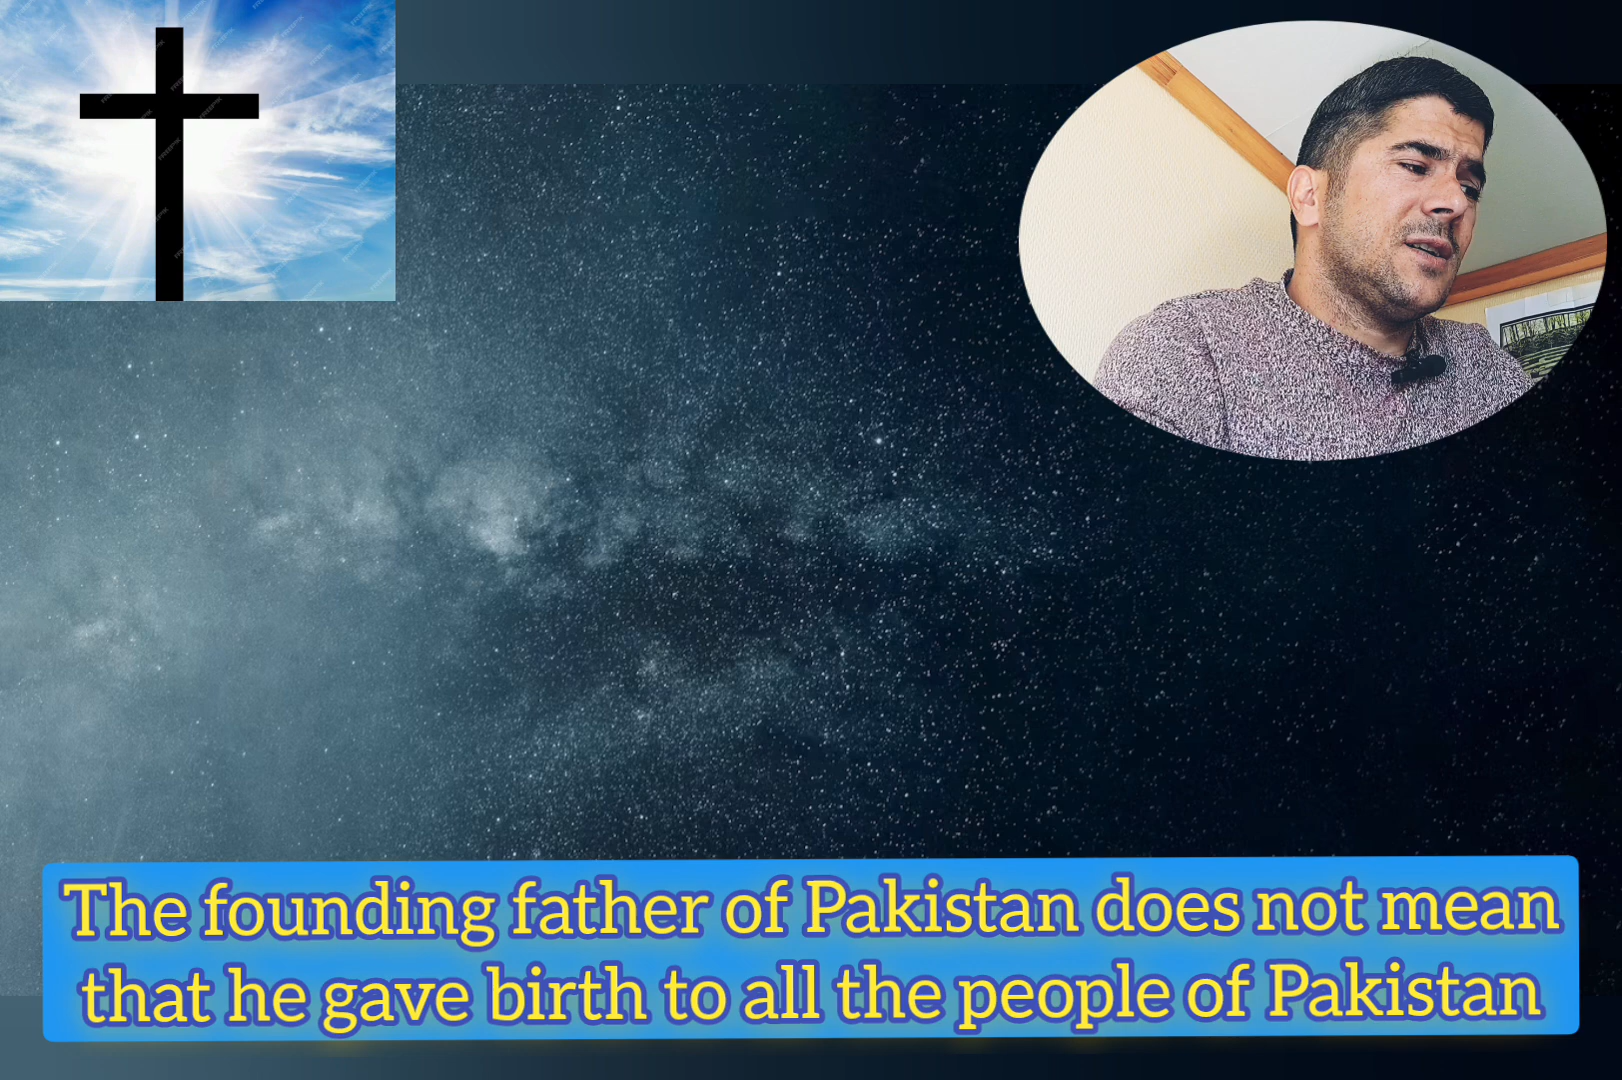 The founding father of Pakistan does not mean
that he gave birth to all the people of Pakistan